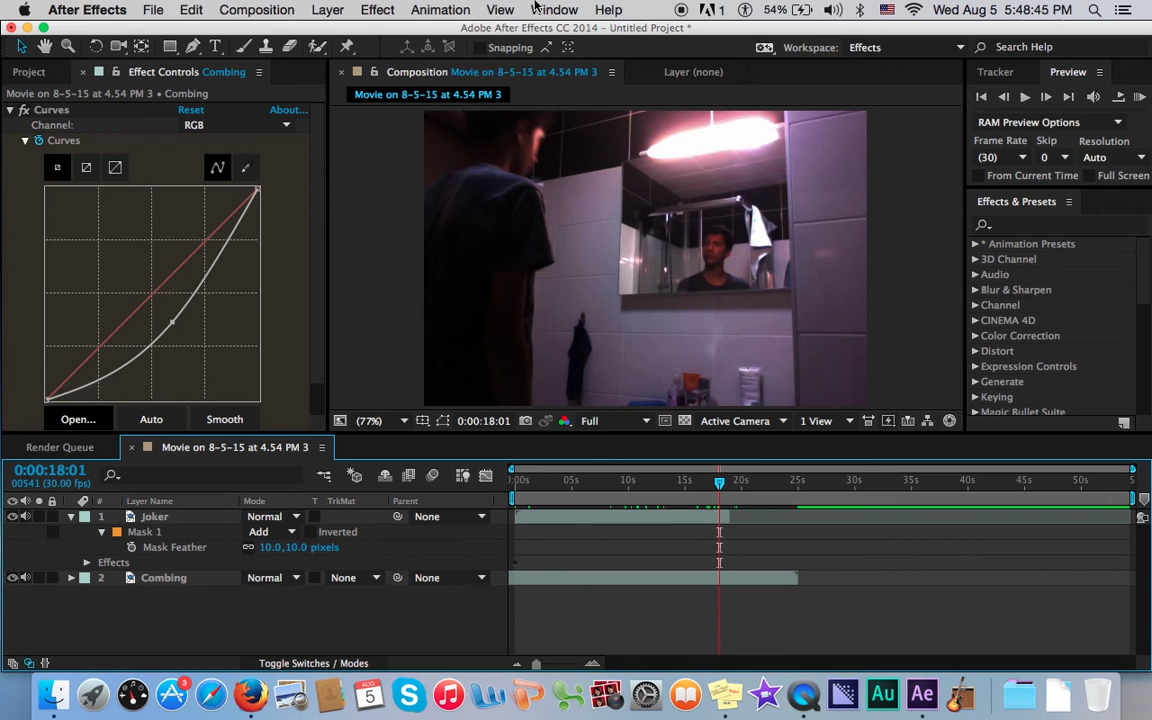 After Effects File Edit Composition Layer Effect Animation View Window Help 1 54% Wed Aug 5 5:48:45 PM
Adobe After Effects CC 2014 - Untitled Project *
Snapping Workspace: Effects Search Help
Project Effect Controls Combing Composition Movie on 8-5-15 at 4.54 PM 3 Layer (none) Tracker Preview
Movie on 8-5-15 at 4.54 PM 3 • Combing Movie on 8-5-15 at 4.54 PM 3
fx Curves Reset About...
Channel: RGB
Curves
RAM Preview Options
Frame Rate Skip Resolution
(30) 0 Auto
From Current Time Full Screen
Effects & Presets
* Animation Presets
3D Channel
Audio
Blur & Sharpen
Channel
CINEMA 4D
Color Correction
Distort
Expression Controls
Generate
Keying
Magic Bullet Suite
Open... Auto Smooth
(77%) 0:00:18:01 Full Active Camera 1 View
Render Queue Movie on 8-5-15 at 4.54 PM 3
0:00:18:01
00541 (30.00 fps)
:00s 05s 10s 15s 20s 25s 30s 35s 40s 45s 50s 5
# Layer Name Mode T TrkMat Parent
1 Joker Normal None
Mask 1 Add Inverted
Mask Feather 10.0,10.0 pixels
Effects
2 Combing Normal None None
Toggle Switches / Modes
3 AUG 5 S W P Au Ae